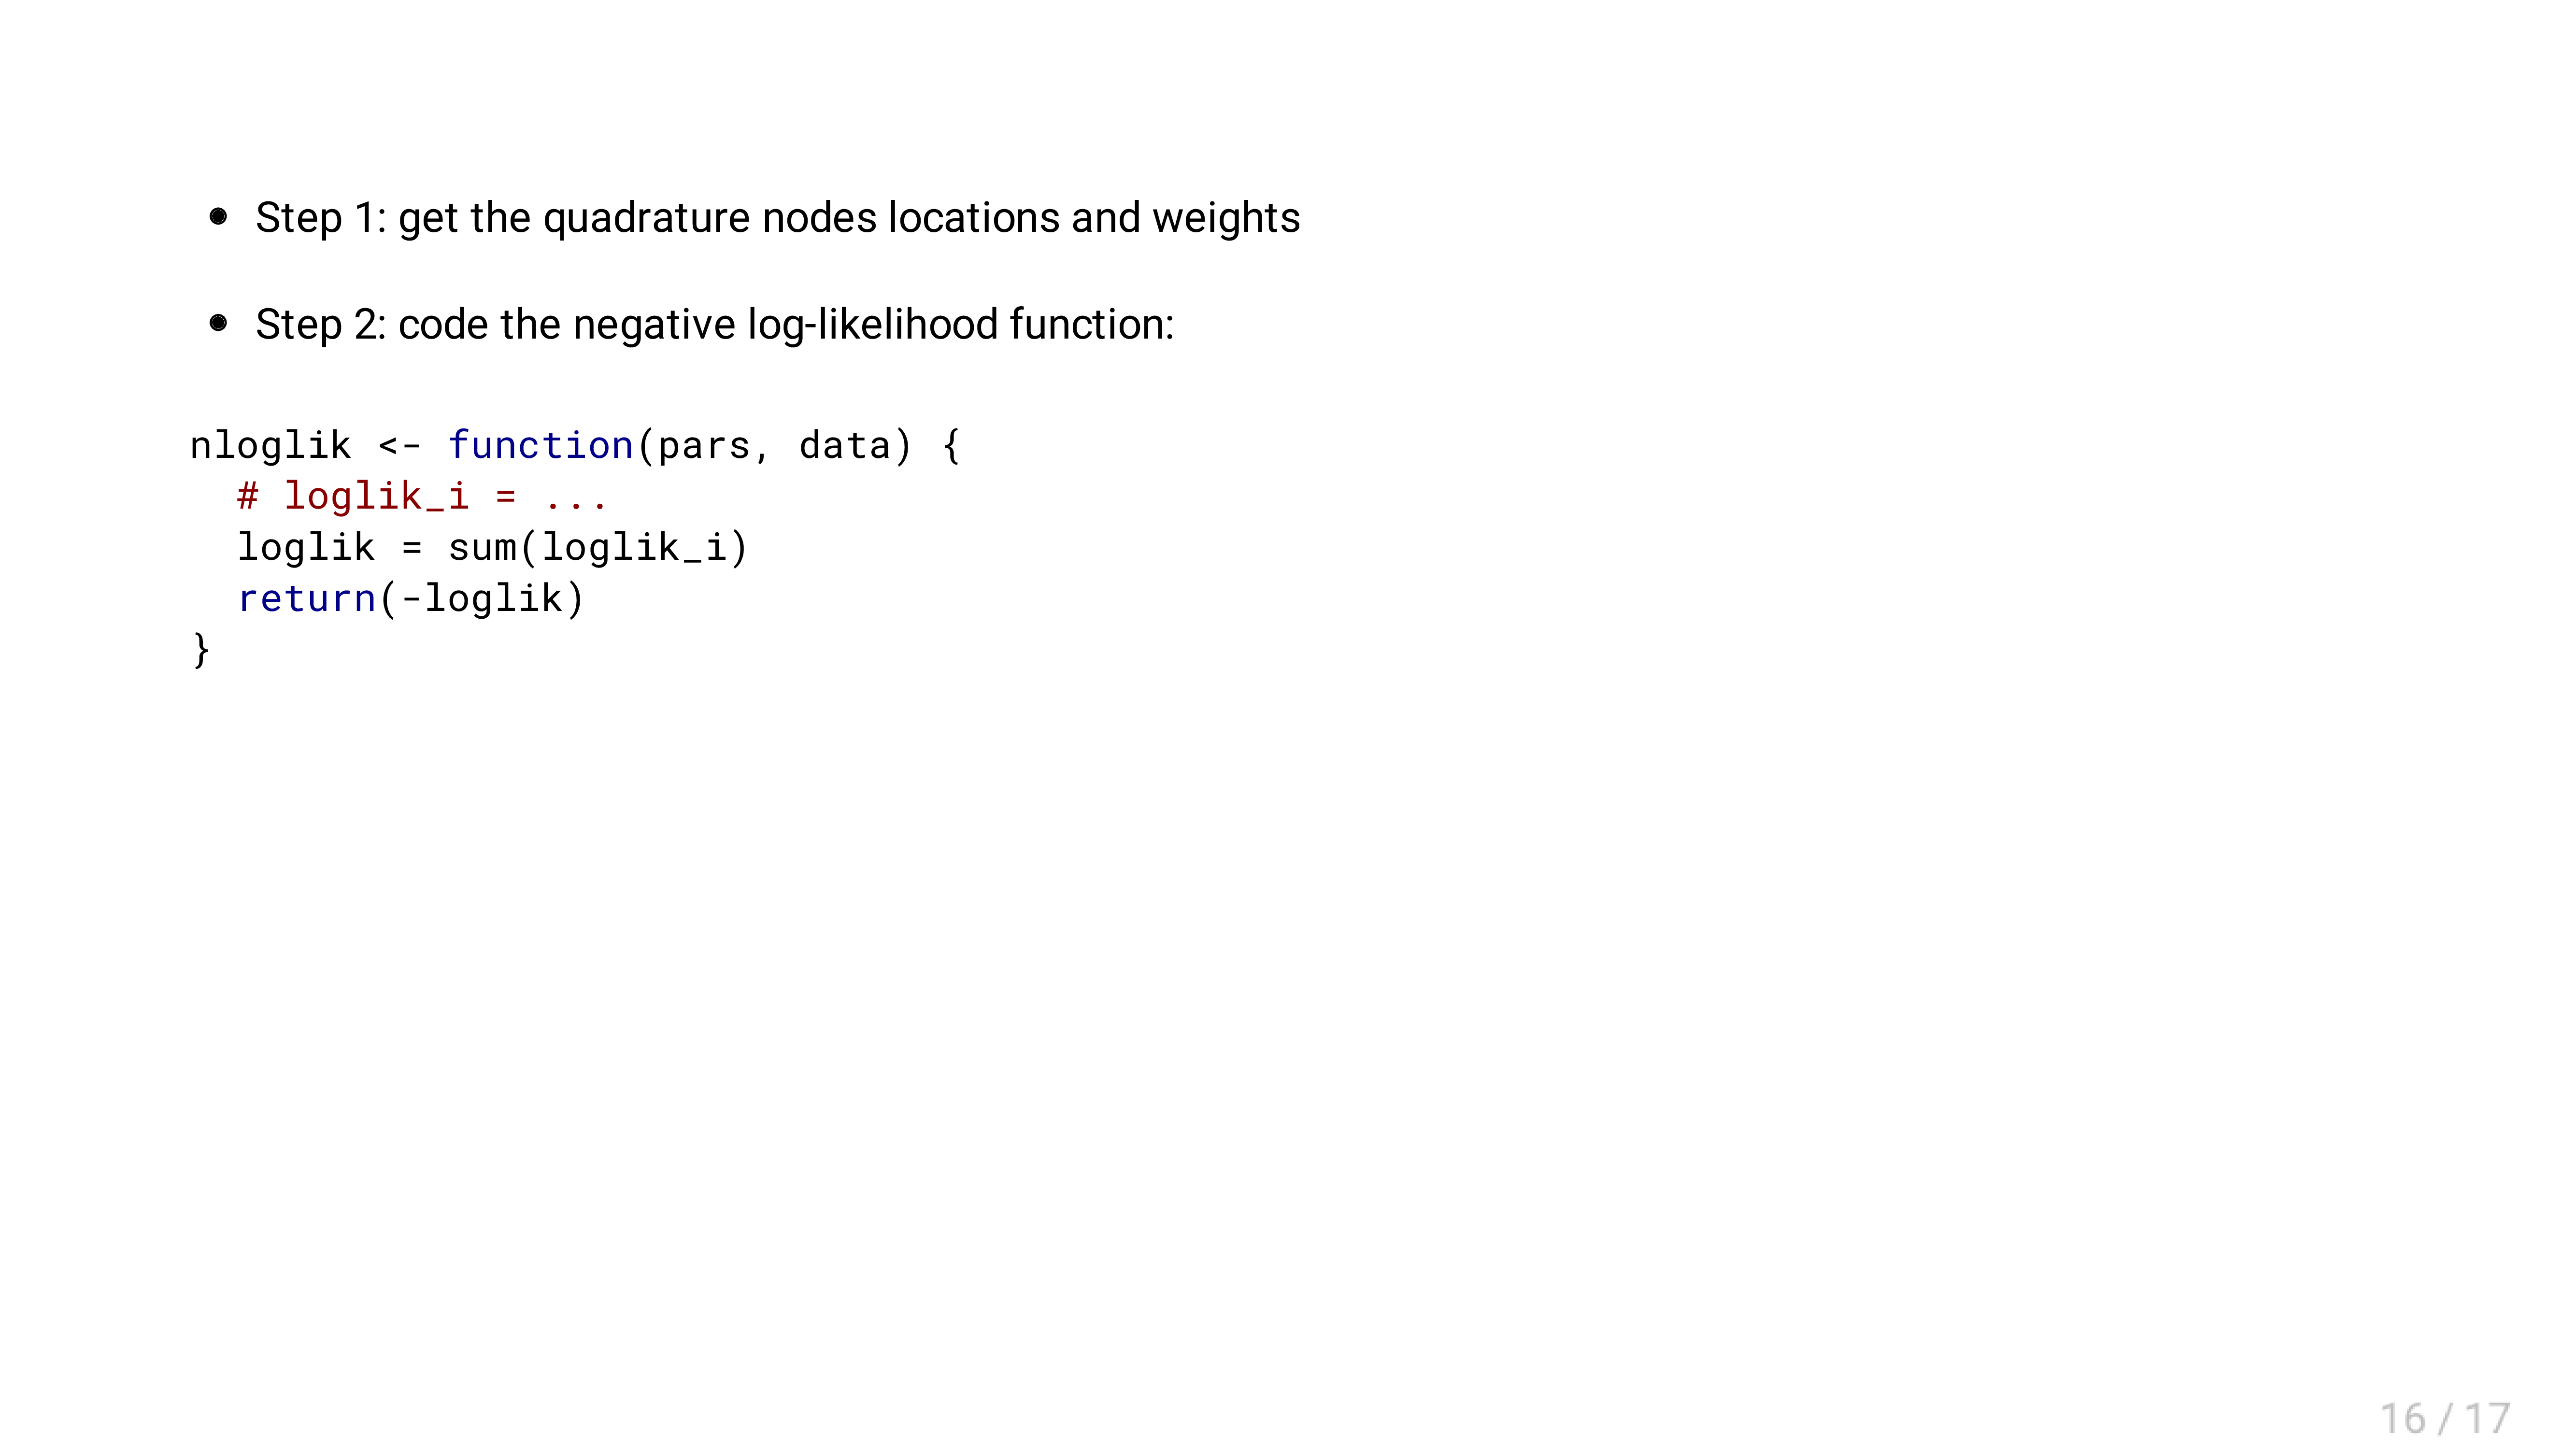 • Step 1: get the quadrature nodes locations and weights
• Step 2: code the negative log-likelihood function:
nloglik <- function(pars, data) {
  # loglik_i = ...
  loglik = sum(loglik_i)
  return(-loglik)
}
16 / 17